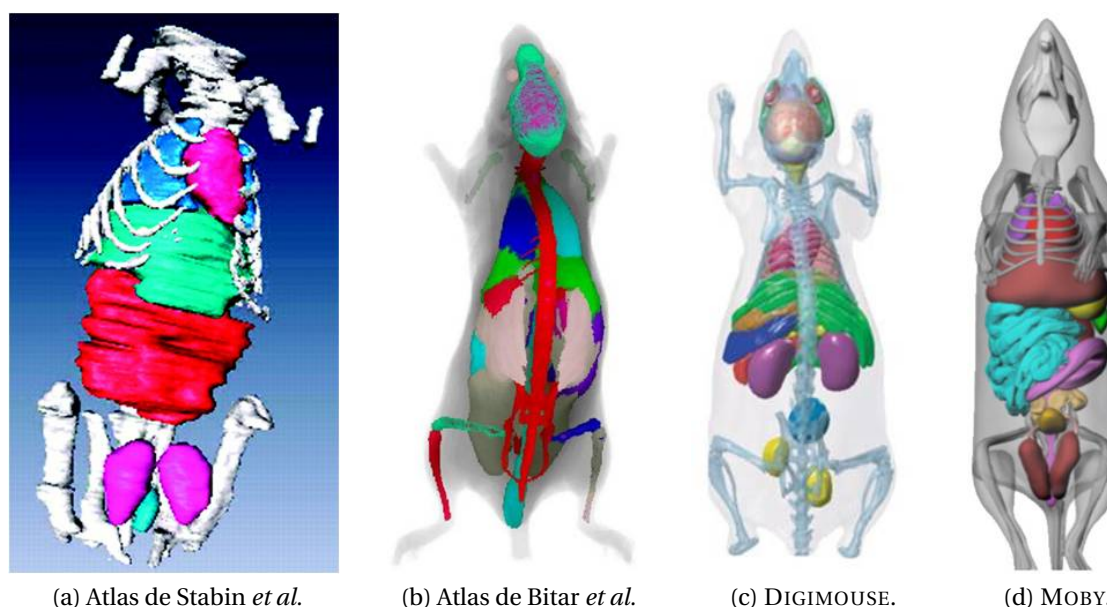 (a) Atlas de Stabin et al.
(b) Atlas de Bitar et al.
(c) DIGIMOUSE.
(d) MOBY.